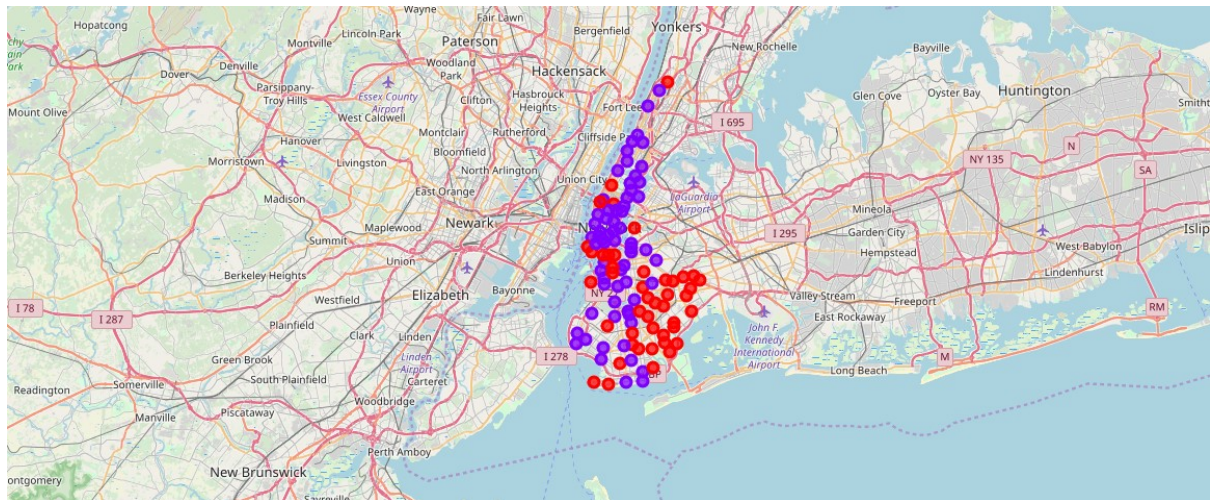 Hopatcong
Wayne
Fair Lawn
Bergenfield
Yonkers
Lincoln Park
Montville
Paterson
New Rochelle
Bayville
Denville
Dover
Woodland
Park
Hackensack
Huntington
Parsippany-
Troy Hills
Essex County
Airport
Hasbrouck
Heights
Fort Lee
Glen Cove
Oyster Bay
Mount Olive
West Caldwell
Clifton
I 695
Montclair
Rutherford
Cliffside
Hanover
Bloomfield
NY 135
N
Morristown
Livingston
North Arlington
Union City
SA
East Orange
LaGuardia
Airport
Madison
Mineola
Newark
Summit
Maplewood
I 295
Garden City
Islip
Union
Hempstead
West Babylon
Berkeley Heights
Lindenhurst
I 78
Elizabeth
Bayonne
NY
Valley Stream
Freeport
Westfield
East Rockaway
RM
I 287
Plainfield
Clark
Linden
John F.
Kennedy
International
Airport
Green Brook
Linden
Airport
I 278
M
South Plainfield
Carteret
Long Beach
Readington
Somerville
Woodbridge
Manville
Piscataway
Perth Amboy
New Brunswick
Sayreville